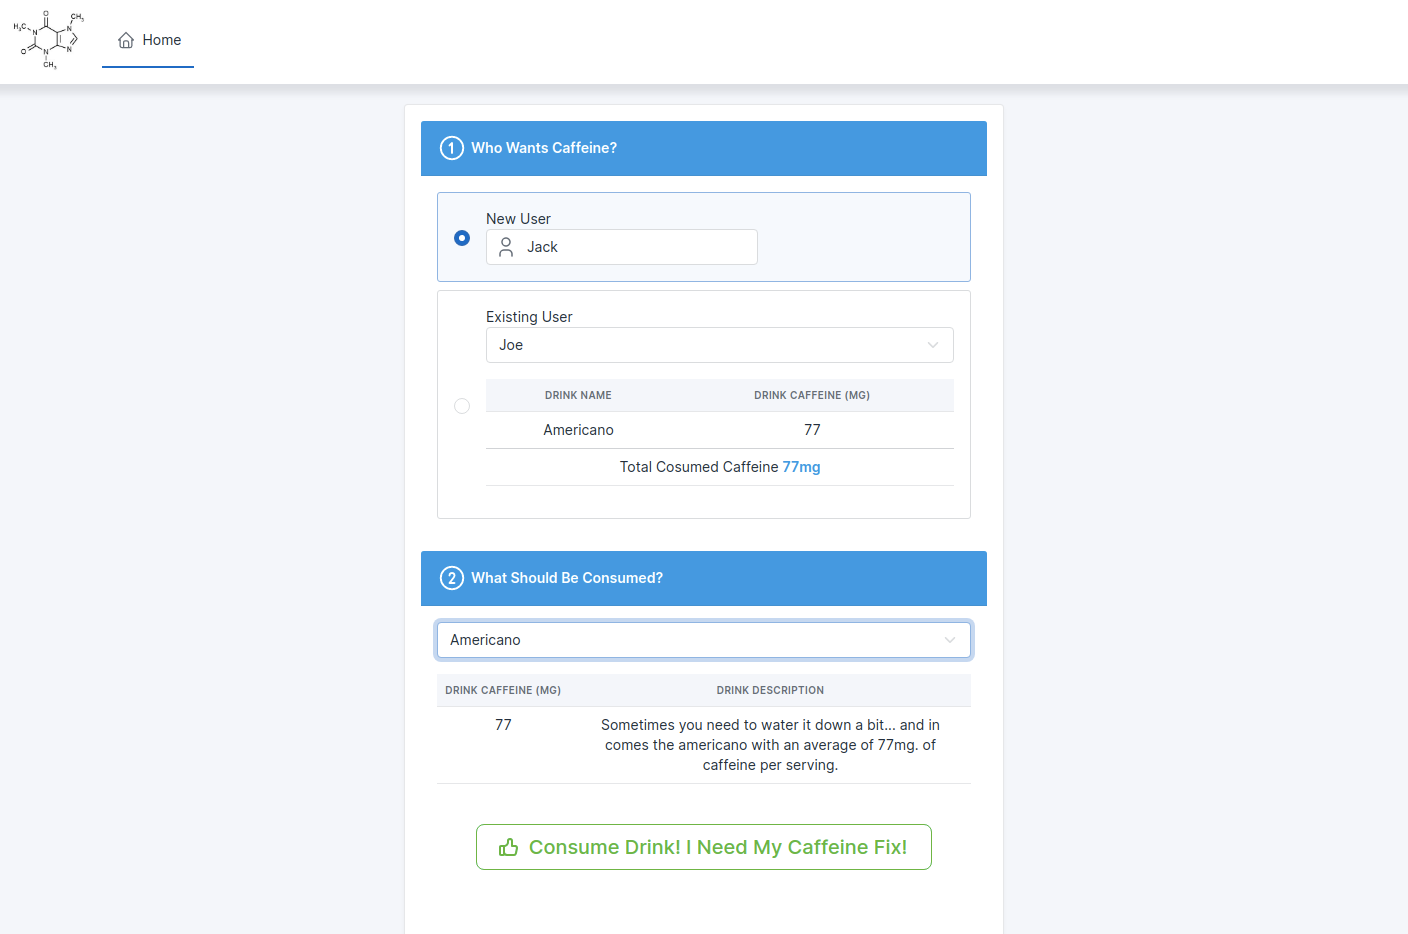 O
CH₃
H₃C
N
N
O
N
N
CH₃
Home
1 Who Wants Caffeine?
New User
Jack
Existing User
Joe
DRINK NAME DRINK CAFFEINE (MG)
Americano 77
Total Cosumed Caffeine 77mg
2 What Should Be Consumed?
Americano
DRINK CAFFEINE (MG) DRINK DESCRIPTION
77 Sometimes you need to water it down a bit... and in
comes the americano with an average of 77mg. of
caffeine per serving.
Consume Drink! I Need My Caffeine Fix!